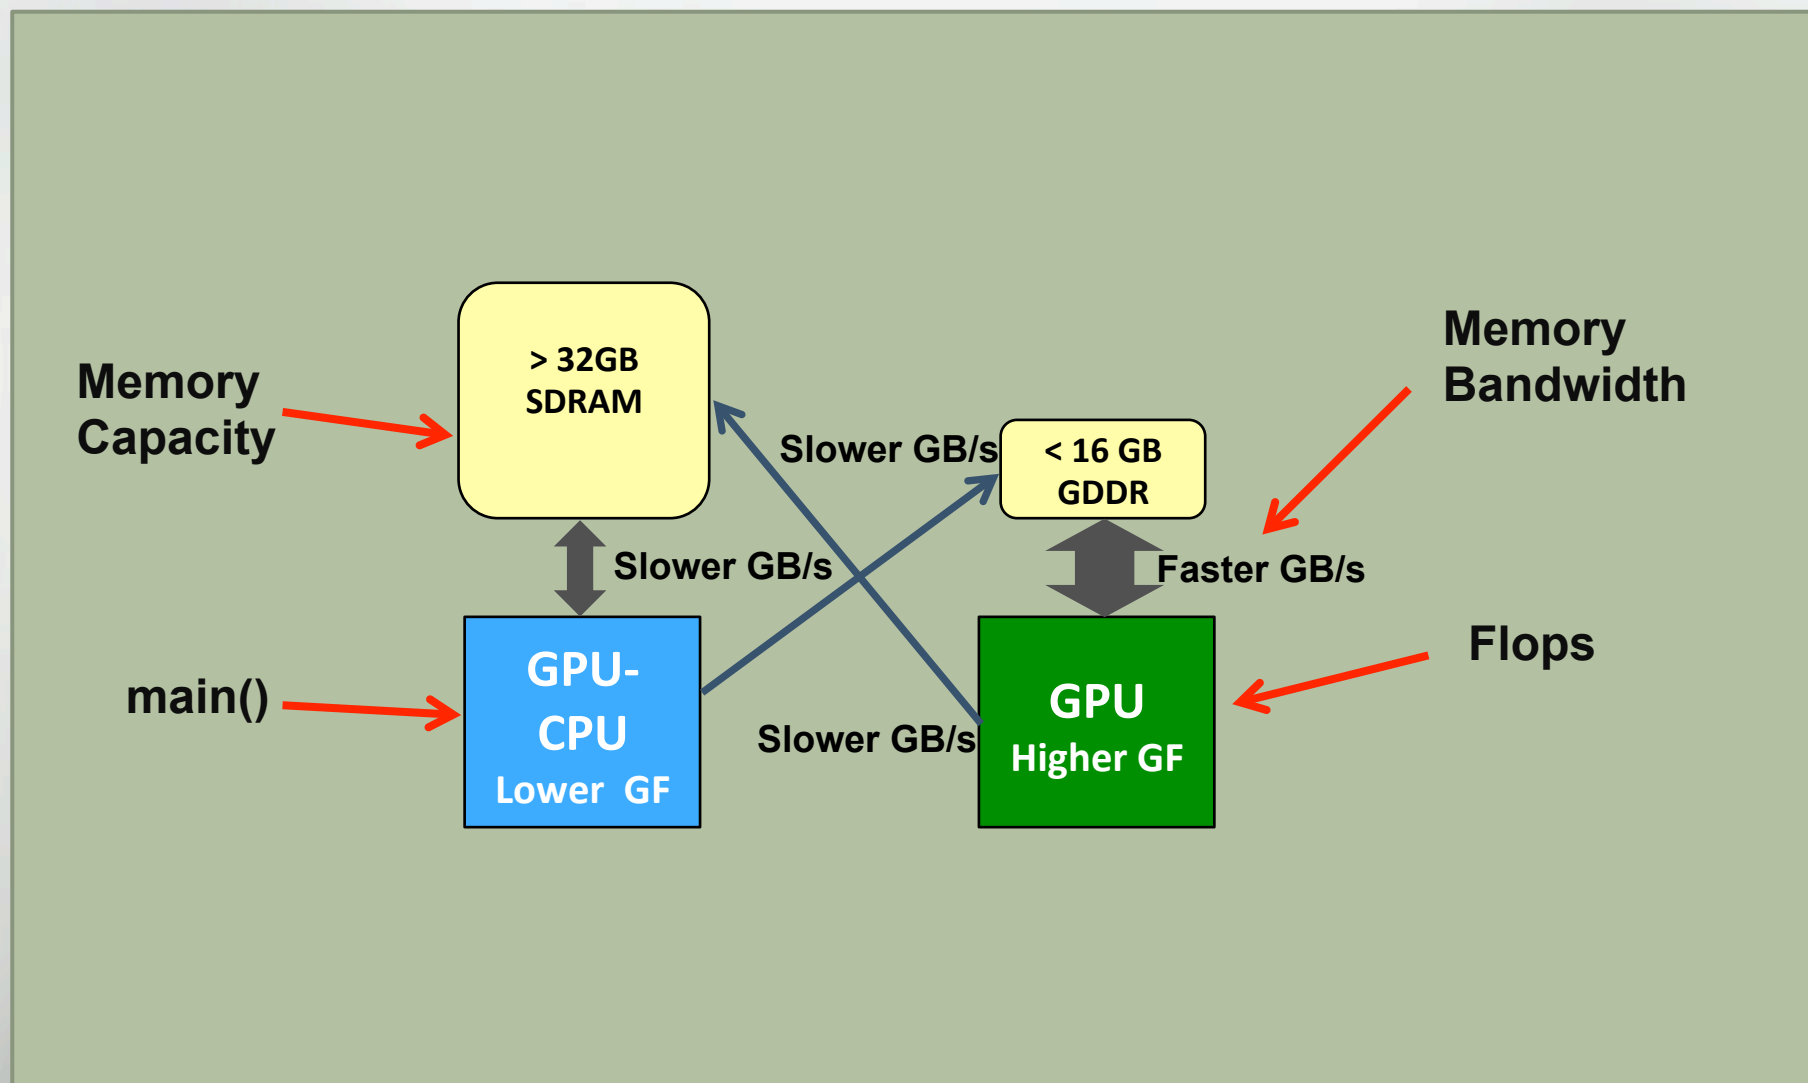 Memory
Capacity
> 32GB
SDRAM
Memory
Bandwidth
Slower GB/s
< 16 GB
GDDR
Slower GB/s
Faster GB/s
main()
GPU-
CPU
Lower GF
Slower GB/s
GPU
Higher GF
Flops